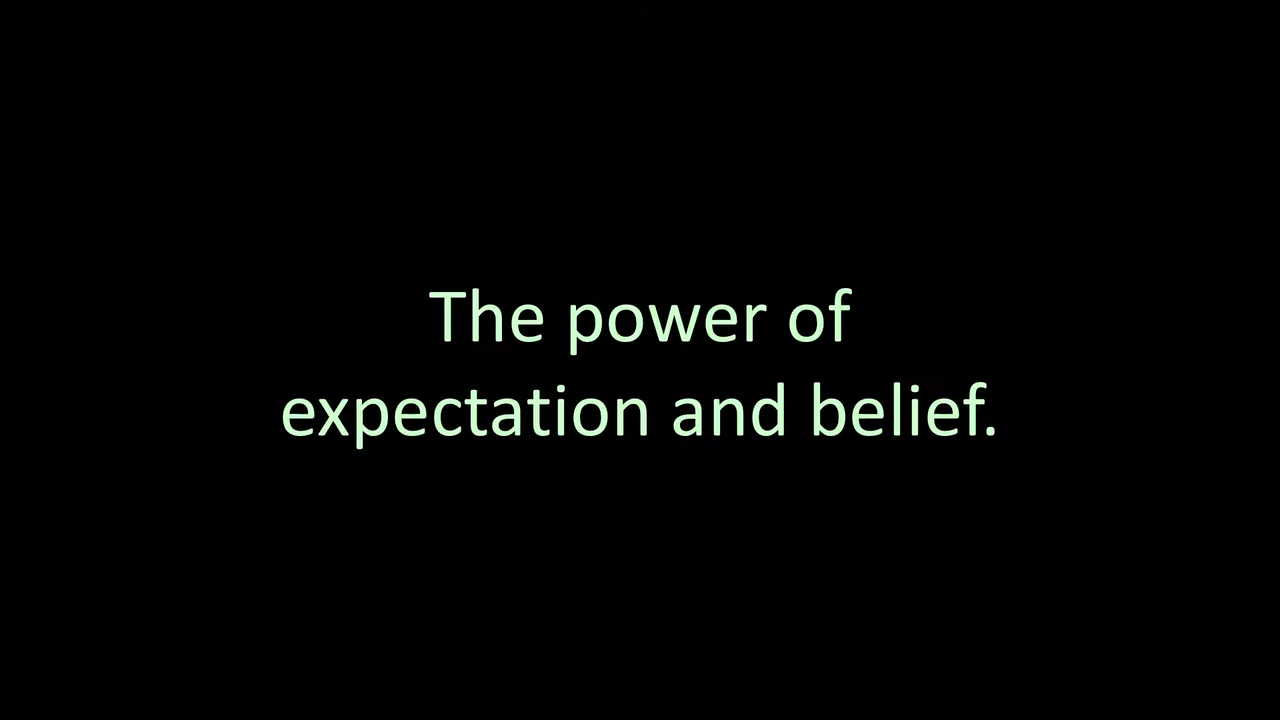 The power of
expectation and belief.